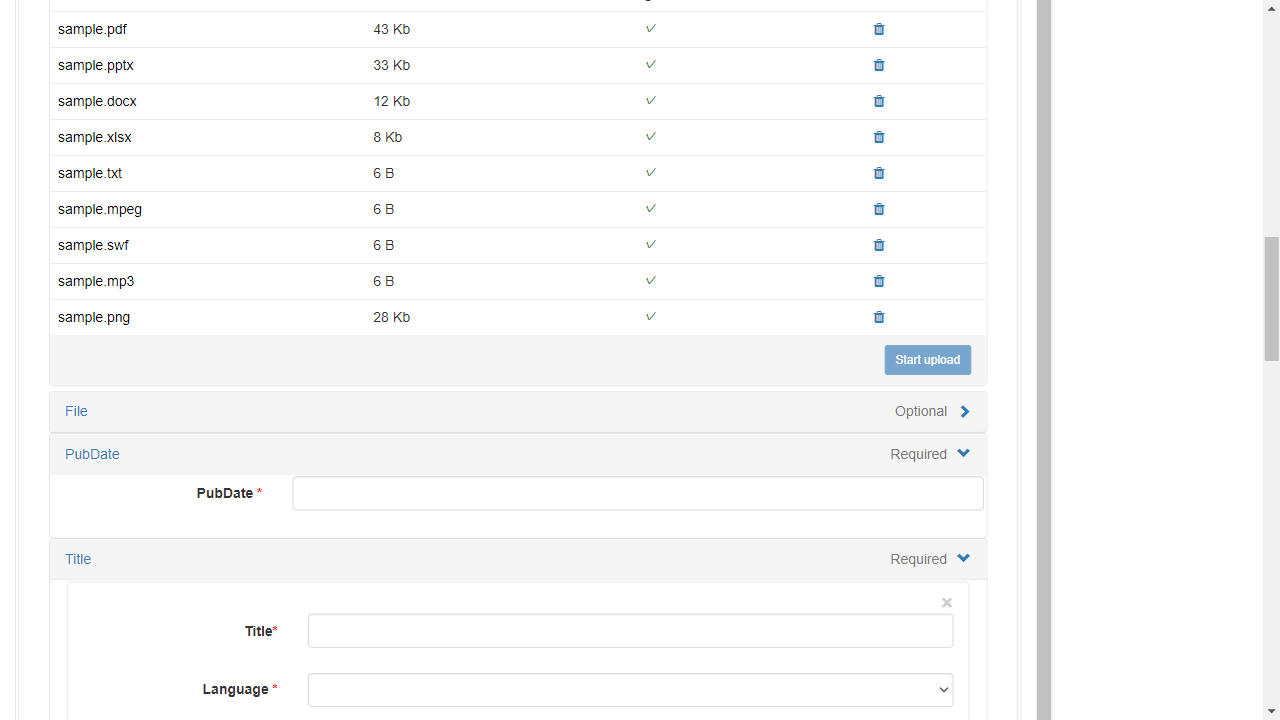 sample.pdf 43 Kb ✓
sample.pptx 33 Kb ✓
sample.docx 12 Kb ✓
sample.xlsx 8 Kb ✓
sample.txt 6 B ✓
sample.mpeg 6 B ✓
sample.swf 6 B ✓
sample.mp3 6 B ✓
sample.png 28 Kb ✓
Start upload
File Optional
PubDate Required
PubDate *
Title Required
×
Title*
Language *